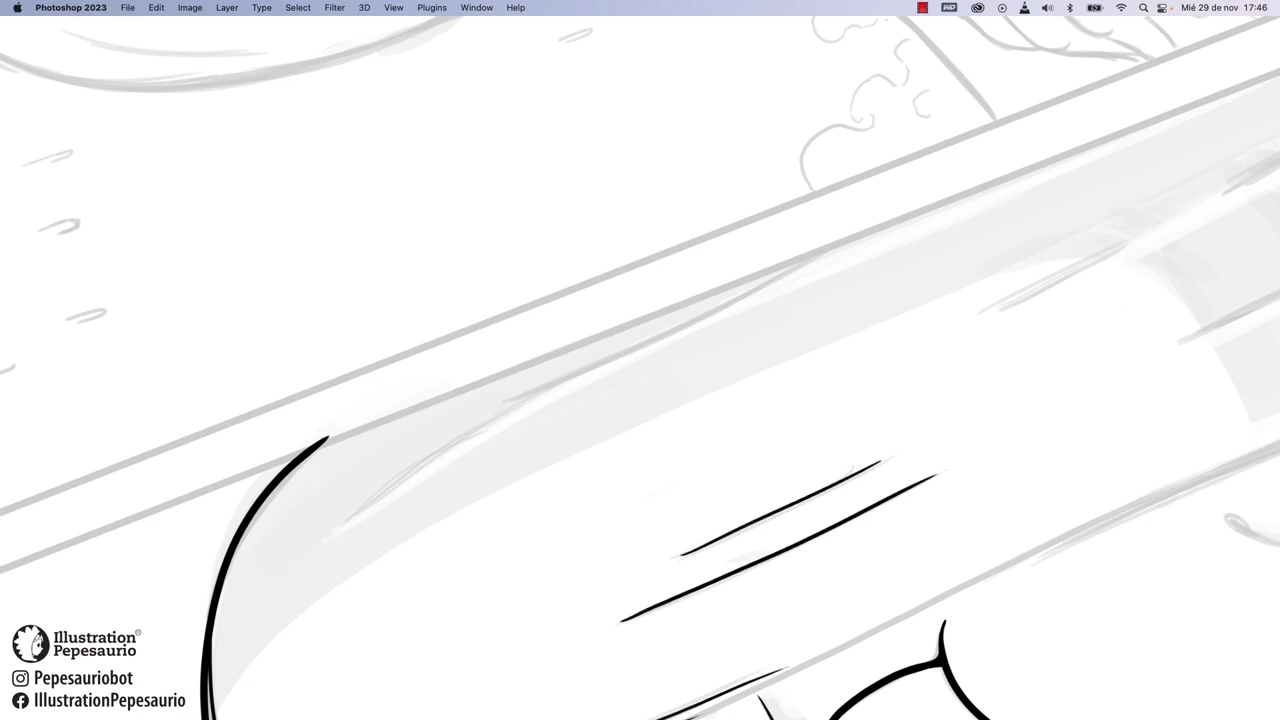 Photoshop 2023 File Edit Image Layer Type Select Filter 3D View Plugins Window Help Mié 29 de nov 17:46
Illustration®
Pepesaurio
Pepesauriobot
IllustrationPepesaurio